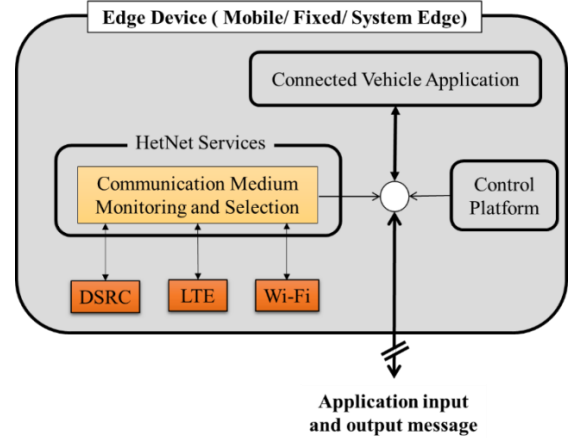 Edge Device ( Mobile/ Fixed/ System Edge)
Connected Vehicle Application
HetNet Services
Communication Medium
Monitoring and Selection
Control
Platform
DSRC
LTE
Wi-Fi
Application input
and output message